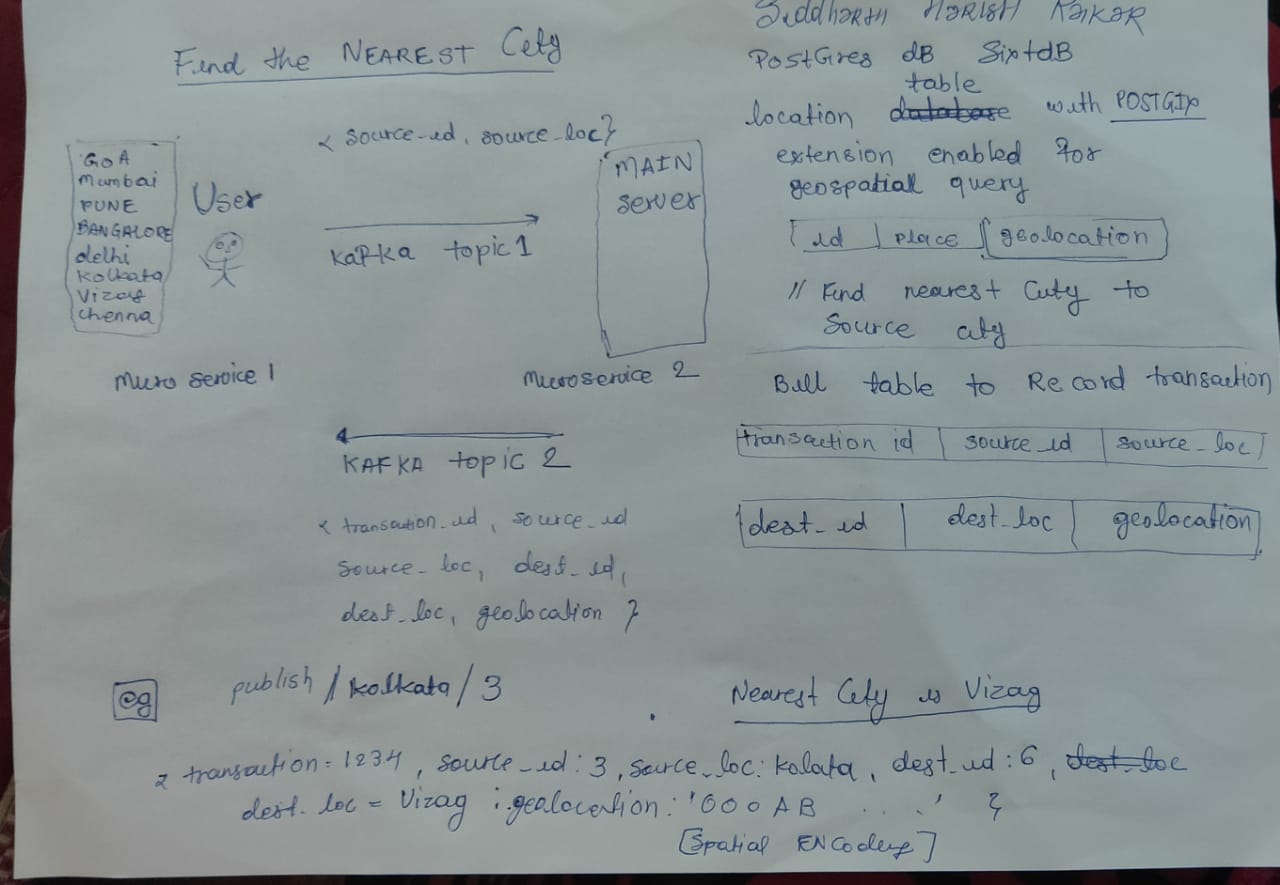 Siddharth Harish Kaikar
Find the NEAREST City
PostGres dB SixtdB
table
location database with POSTGIS
extension enabled for
geospatial query
id | place | geolocation
// Find nearest City to
Source city
Bill table to Record transaction
transaction id | source_id | source_loc
dest_id | dest_loc | geolocation
{ source_id, source_loc}
GOA
Mumbai
PUNE
BANGALORE
delhi
Kolkata
Vizag
Chenna
User
MAIN
Server
Kafka topic 1
Micro service 1
Microservice 2
KAFKA topic 2
{ transaction_id, source_id
source_loc, dest_id,
dest_loc, geolocation }
eg
publish / kolkata / 3
Nearest City is Vizag
{ transaction = 1234, source_id : 3, source_loc : Kolata, dest_id : 6, dest_loc
dest_loc = Vizag ; geolocation : '000AB . . . .' }
[Spatial ENCoding]